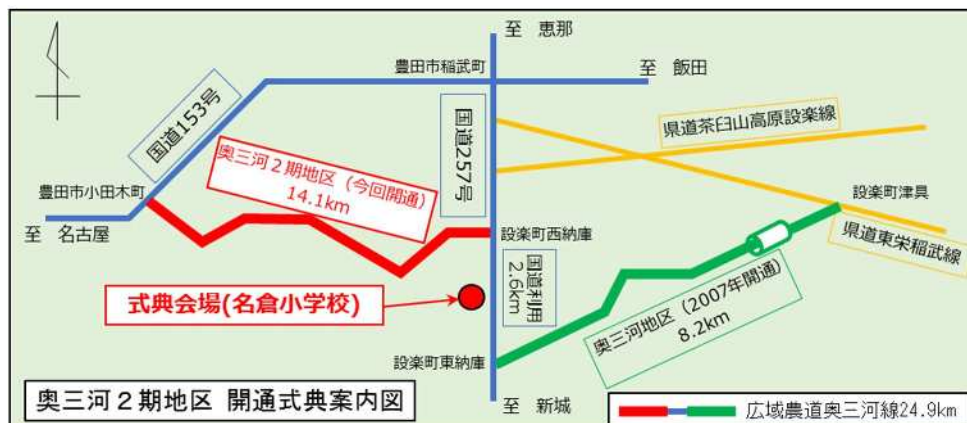 至 恵那
豊田市稲武町
至 飯田
国道153号
国道257号
県道茶臼山高原設楽線
奥三河２期地区（今回開通）
14.1km
豊田市小田木町
設楽町津具
至 名古屋
設楽町西納庫
県道東栄稲武線
国道利用
2.6km
式典会場(名倉小学校)
奥三河地区（2007年開通）
8.2km
設楽町東納庫
奥三河２期地区 開通式典案内図
至 新城
広域農道奥三河線24.9km